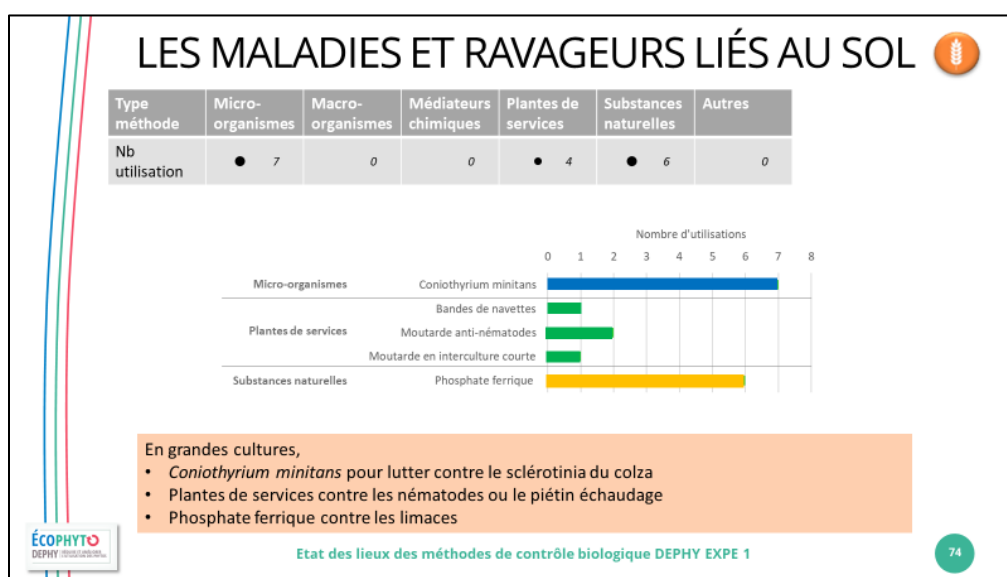 LES MALADIES ET RAVAGEURS LIÉS AU SOL
Type méthode Micro-organismes Macro-organismes Médiateurs chimiques Plantes de services Substances naturelles Autres
Nb utilisation 7 0 0 4 6 0
Nombre d'utilisations
0 1 2 3 4 5 6 7 8
Micro-organismes Coniothyrium minitans
Bandes de navettes
Plantes de services Moutarde anti-nématodes
Moutarde en interculture courte
Substances naturelles Phosphate ferrique
En grandes cultures,
• Coniothyrium minitans pour lutter contre le sclérotinia du colza
• Plantes de services contre les nématodes ou le piétin échaudage
• Phosphate ferrique contre les limaces
ÉCOPHYTO
DEPHY
Etat des lieux des méthodes de contrôle biologique DEPHY EXPE 1
74